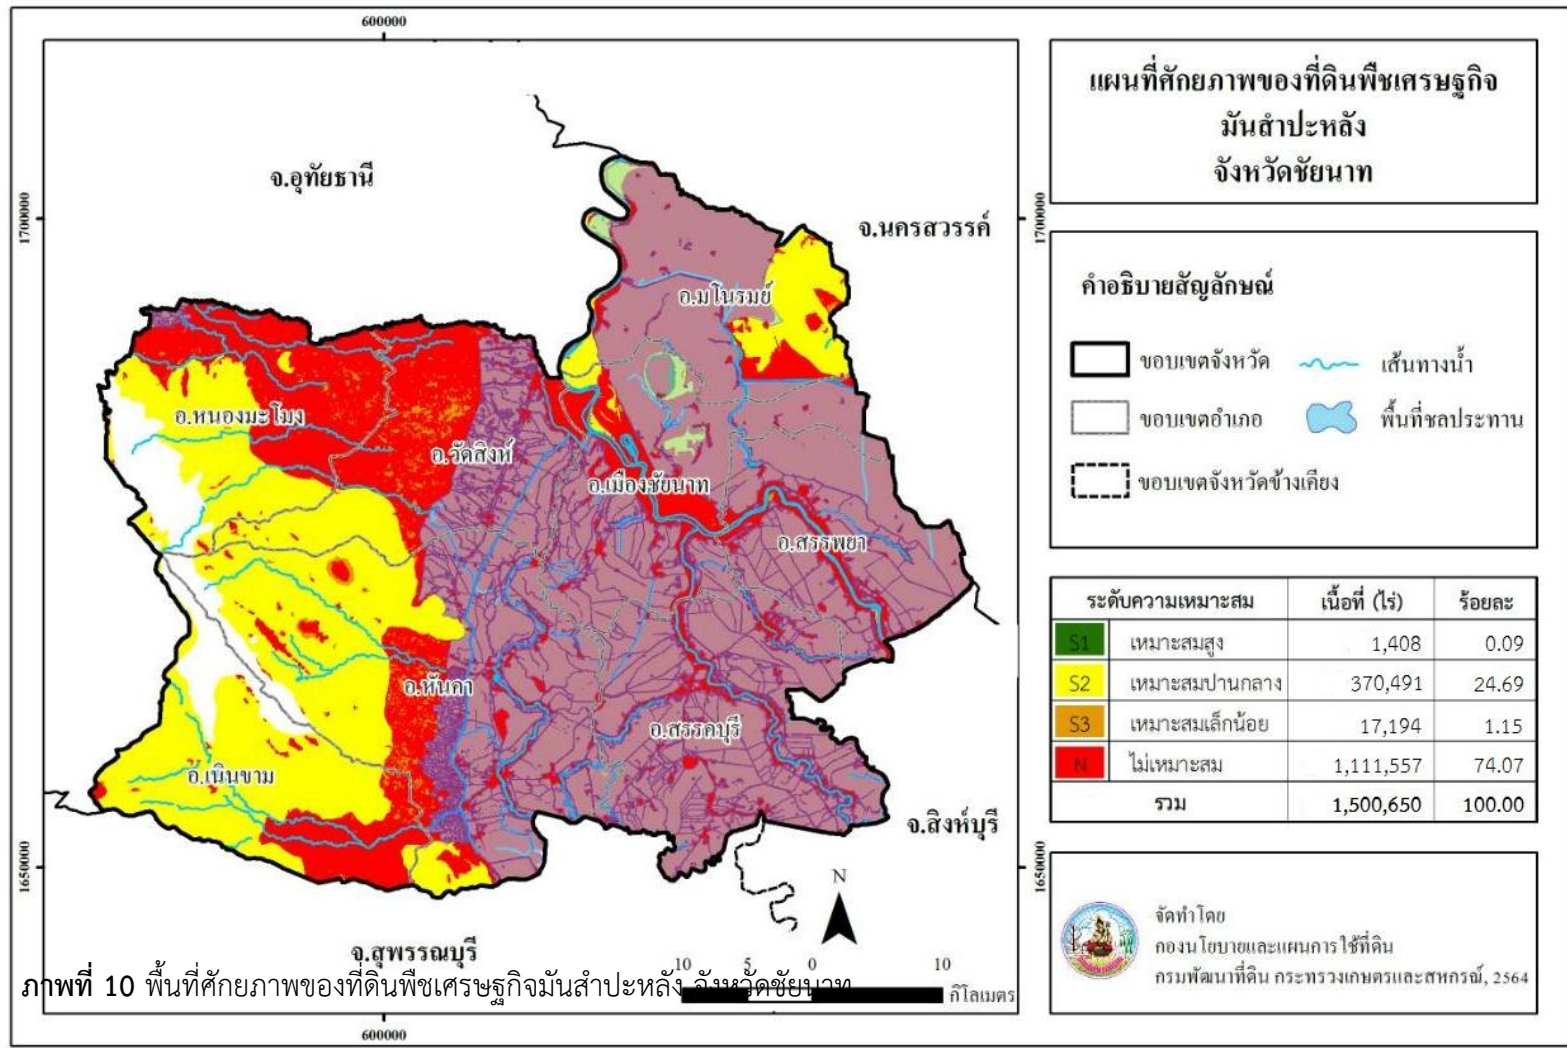 600000
แผนที่ศักยภาพของที่ดินพืชเศรษฐกิจ
มันสำปะหลัง
จังหวัดชัยนาท
จ.อุทัยธานี
จ.นครสวรรค์
1700000
1700000
อ.มโนรมย์
อ.หนองมะโมง
อ.วัดสิงห์
อ.เมืองชัยนาท
อ.สรรพยา
อ.หันคา
อ.สรรคบุรี
อ.เนินขาม
จ.สิงห์บุรี
1650000
1650000
จ.สุพรรณบุรี
N
10 5 0 10
กิโลเมตร
600000
คำอธิบายสัญลักษณ์
ขอบเขตจังหวัด
เส้นทางน้ำ
ขอบเขตอำเภอ
พื้นที่ชลประทาน
ขอบเขตจังหวัดข้างเคียง
ระดับความเหมาะสม เนื้อที่ (ไร่) ร้อยละ
S1 เหมาะสมสูง 1,408 0.09
S2 เหมาะสมปานกลาง 370,491 24.69
S3 เหมาะสมเล็กน้อย 17,194 1.15
N ไม่เหมาะสม 1,111,557 74.07
รวม 1,500,650 100.00
จัดทำโดย
กองนโยบายและแผนการใช้ที่ดิน
กรมพัฒนาที่ดิน กระทรวงเกษตรและสหกรณ์, 2564
ภาพที่ 10 พื้นที่ศักยภาพของที่ดินพืชเศรษฐกิจมันสำปะหลัง จังหวัดชัยนาท